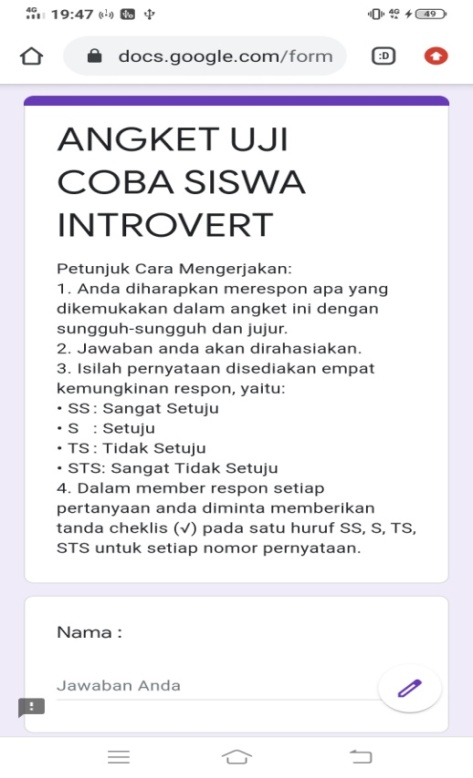 4G 19:47 4G 49
docs.google.com/form :D
ANGKET UJI
COBA SISWA
INTROVERT
Petunjuk Cara Mengerjakan:
1. Anda diharapkan merespon apa yang
dikemukakan dalam angket ini dengan
sungguh-sungguh dan jujur.
2. Jawaban anda akan dirahasiakan.
3. Isilah pernyataan disediakan empat
kemungkinan respon, yaitu:
• SS : Sangat Setuju
• S : Setuju
• TS : Tidak Setuju
• STS: Sangat Tidak Setuju
4. Dalam member respon setiap
pertanyaan anda diminta memberikan
tanda cheklis (√) pada satu huruf SS, S, TS,
STS untuk setiap nomor pernyataan.
Nama :
Jawaban Anda